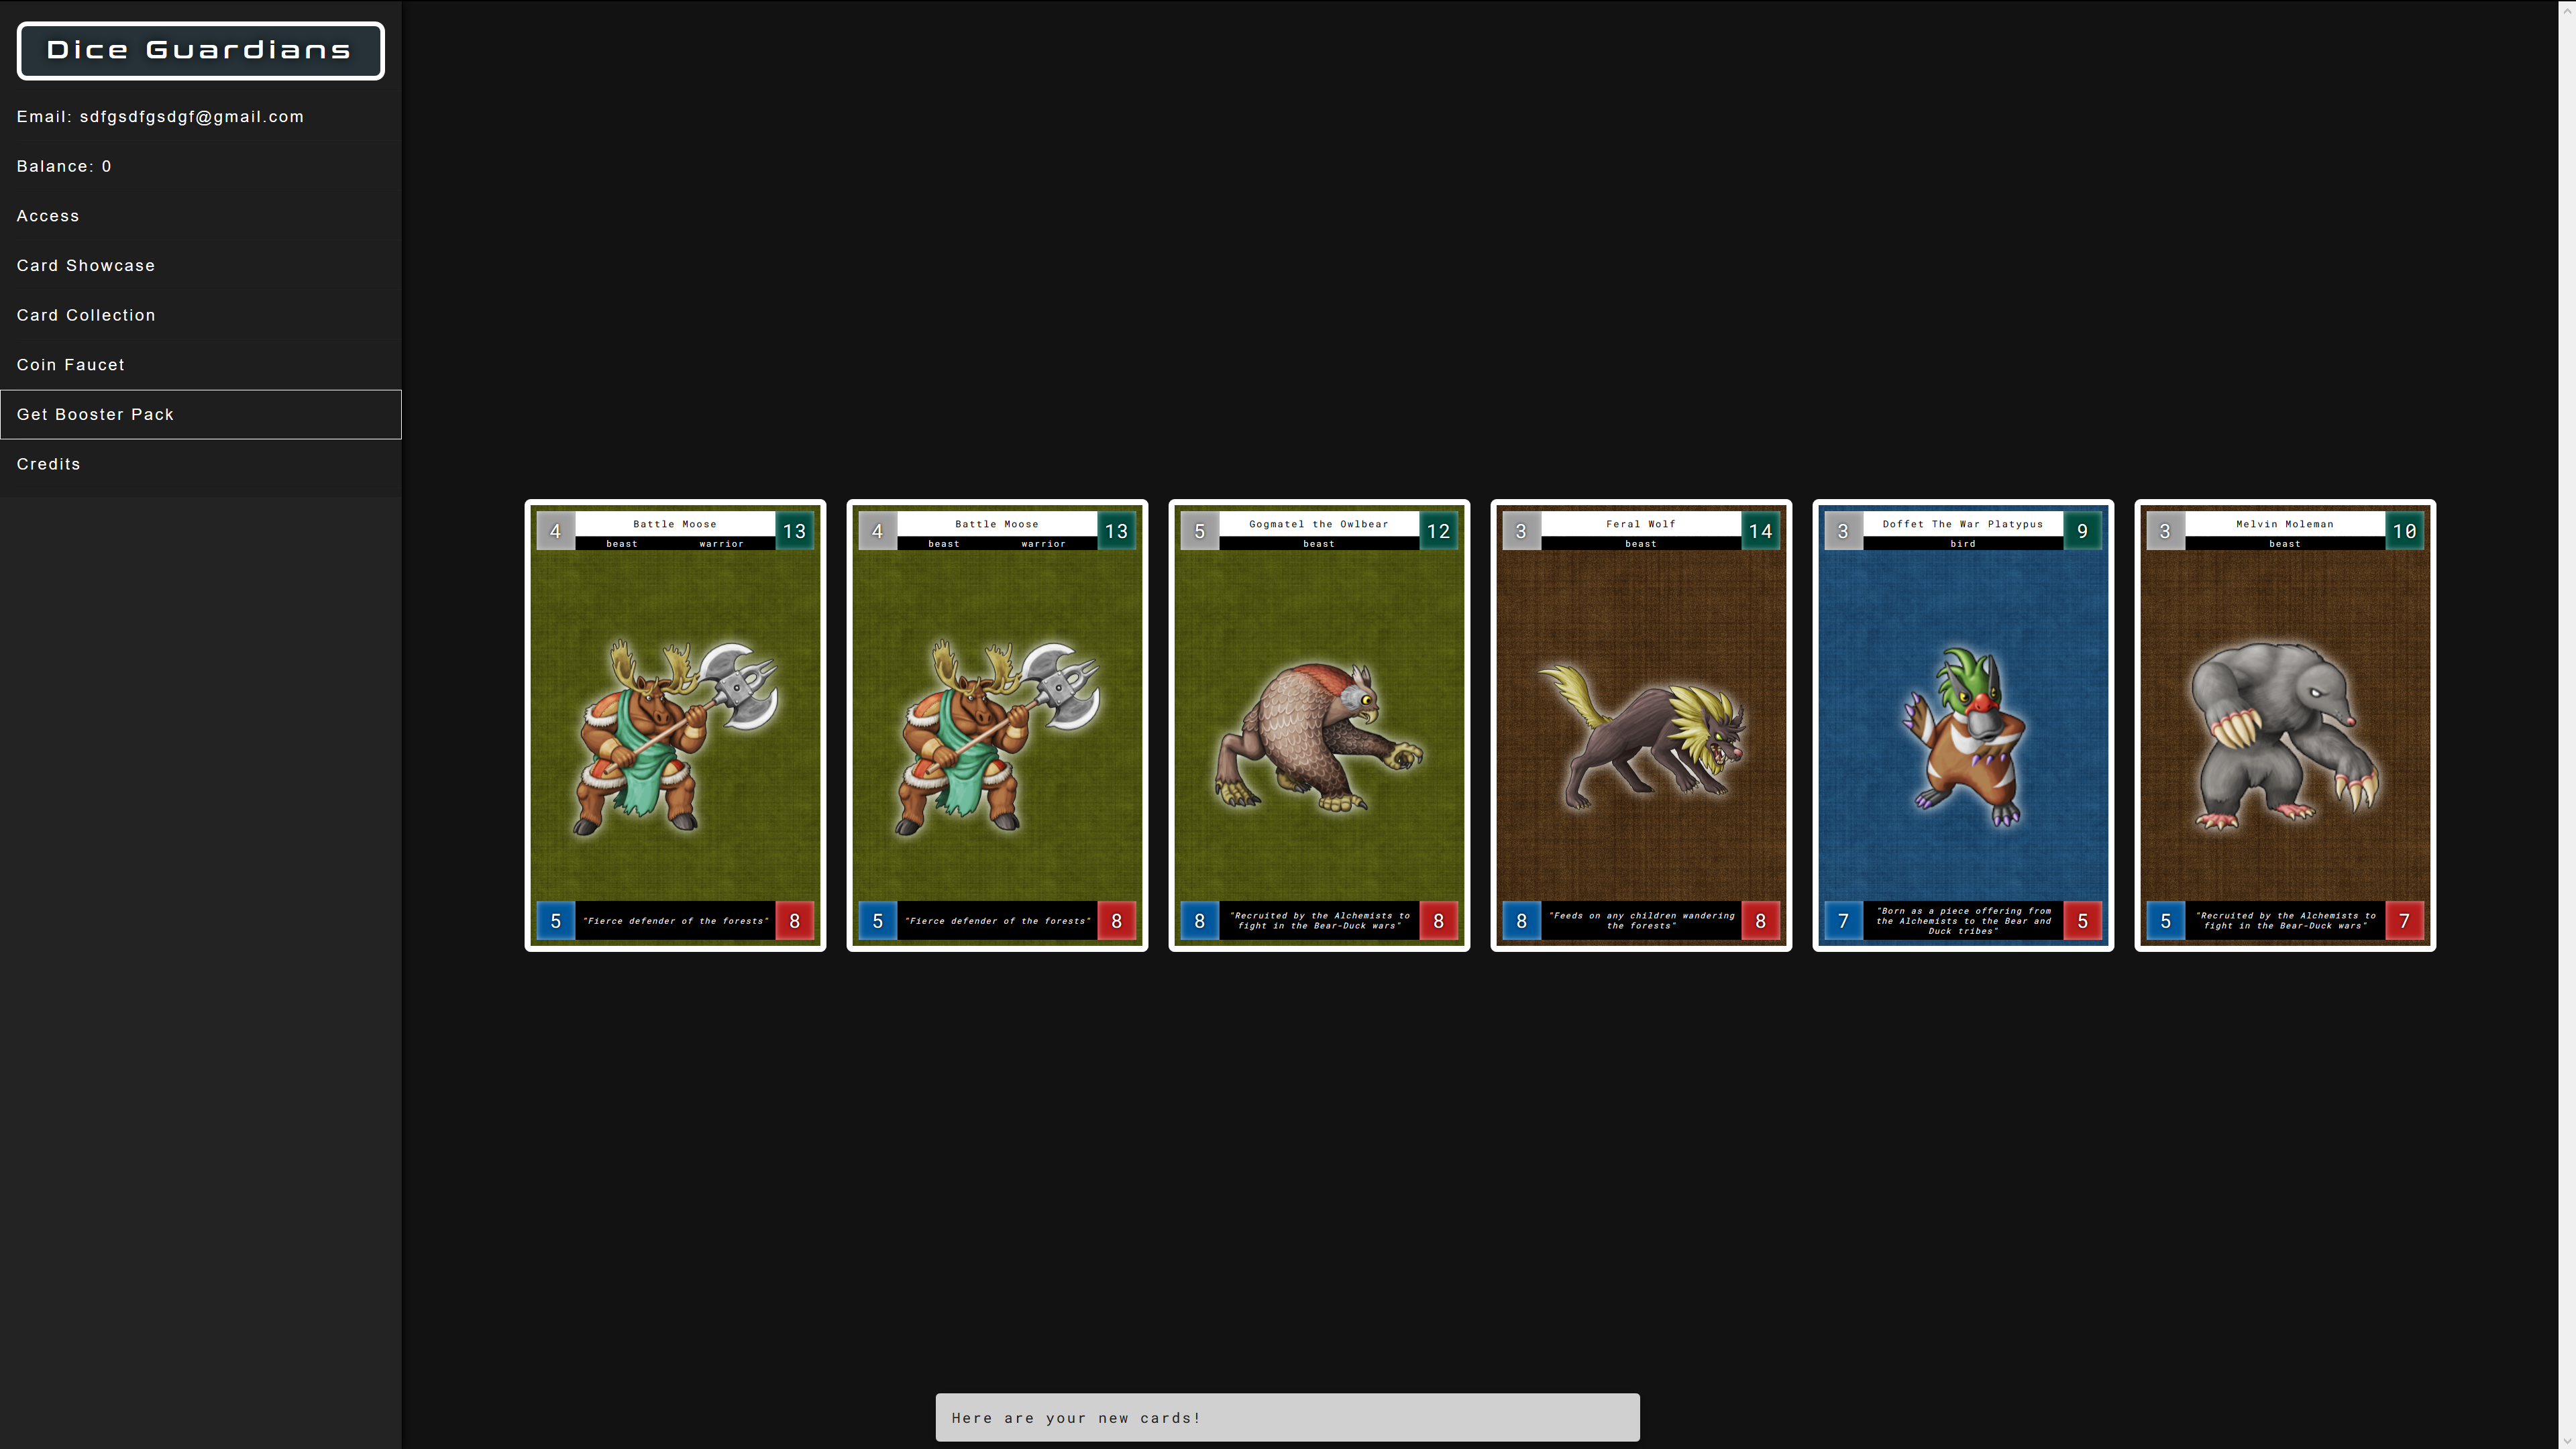 Dice Guardians
Email: sdfgsdfgsdgf@gmail.com
Balance: 0
Access
Card Showcase
Card Collection
Coin Faucet
Get Booster Pack
Credits
4 Battle Moose 13
beast warrior
5 "Fierce defender of the forests" 8
4 Battle Moose 13
beast warrior
5 "Fierce defender of the forests" 8
5 Gogmatel the Owlbear 12
beast
8 "Recruited by the Alchemists to
fight in the Bear-Duck wars" 8
3 Feral Wolf 14
beast
8 "Feeds on any children wandering
the forests" 8
3 Doffet The War Platypus 9
bird
"Born as a piece offering from
7 the Alchemists to the Bear and 5
Duck tribes"
3 Melvin Moleman 10
beast
5 "Recruited by the Alchemists to
fight in the Bear-Duck wars" 7
Here are your new cards!